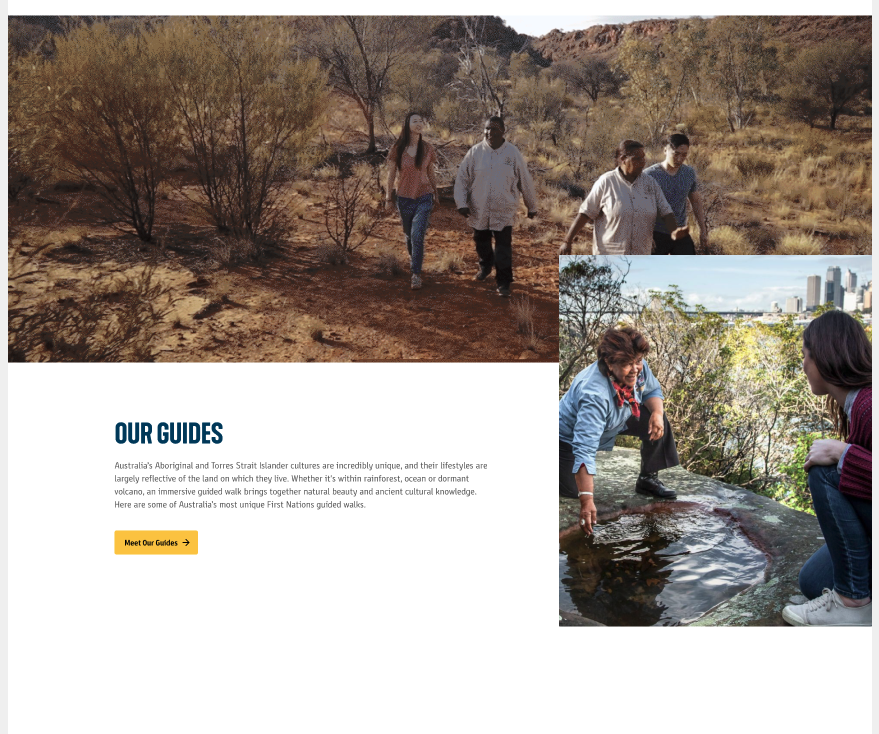 OUR GUIDES
Australia's Aboriginal and Torres Strait Islander cultures are incredibly unique, and their lifestyles are
largely reflective of the land on which they live. Whether it's within rainforest, ocean or dormant
volcano, an immersive guided walk brings together natural beauty and ancient cultural knowledge.
Here are some of Australia's most unique First Nations guided walks.
Meet Our Guides →